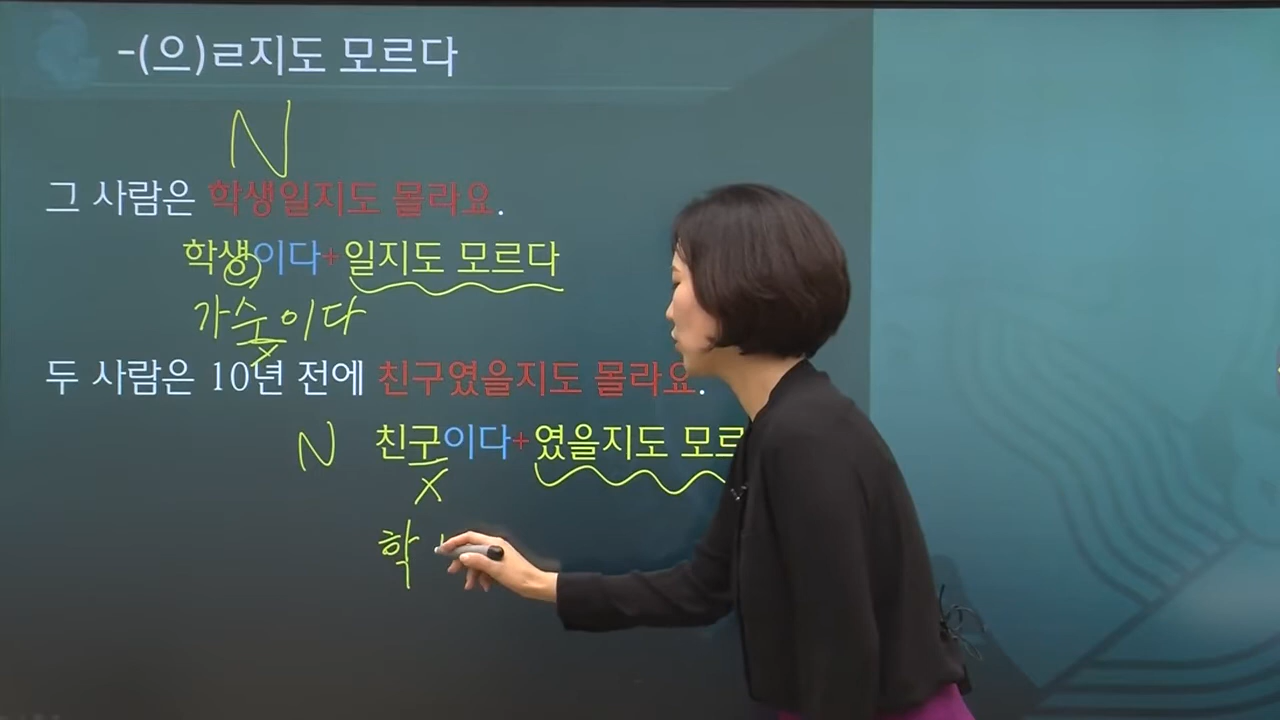 -(으)ㄹ지도 모르다
N
그 사람은 학생일지도 몰라요.
학생이다+일지도 모르다
가수이다
X
두 사람은 10년 전에 친구였을지도 몰라요.
N 친구이다+였을지도 모르
X
학